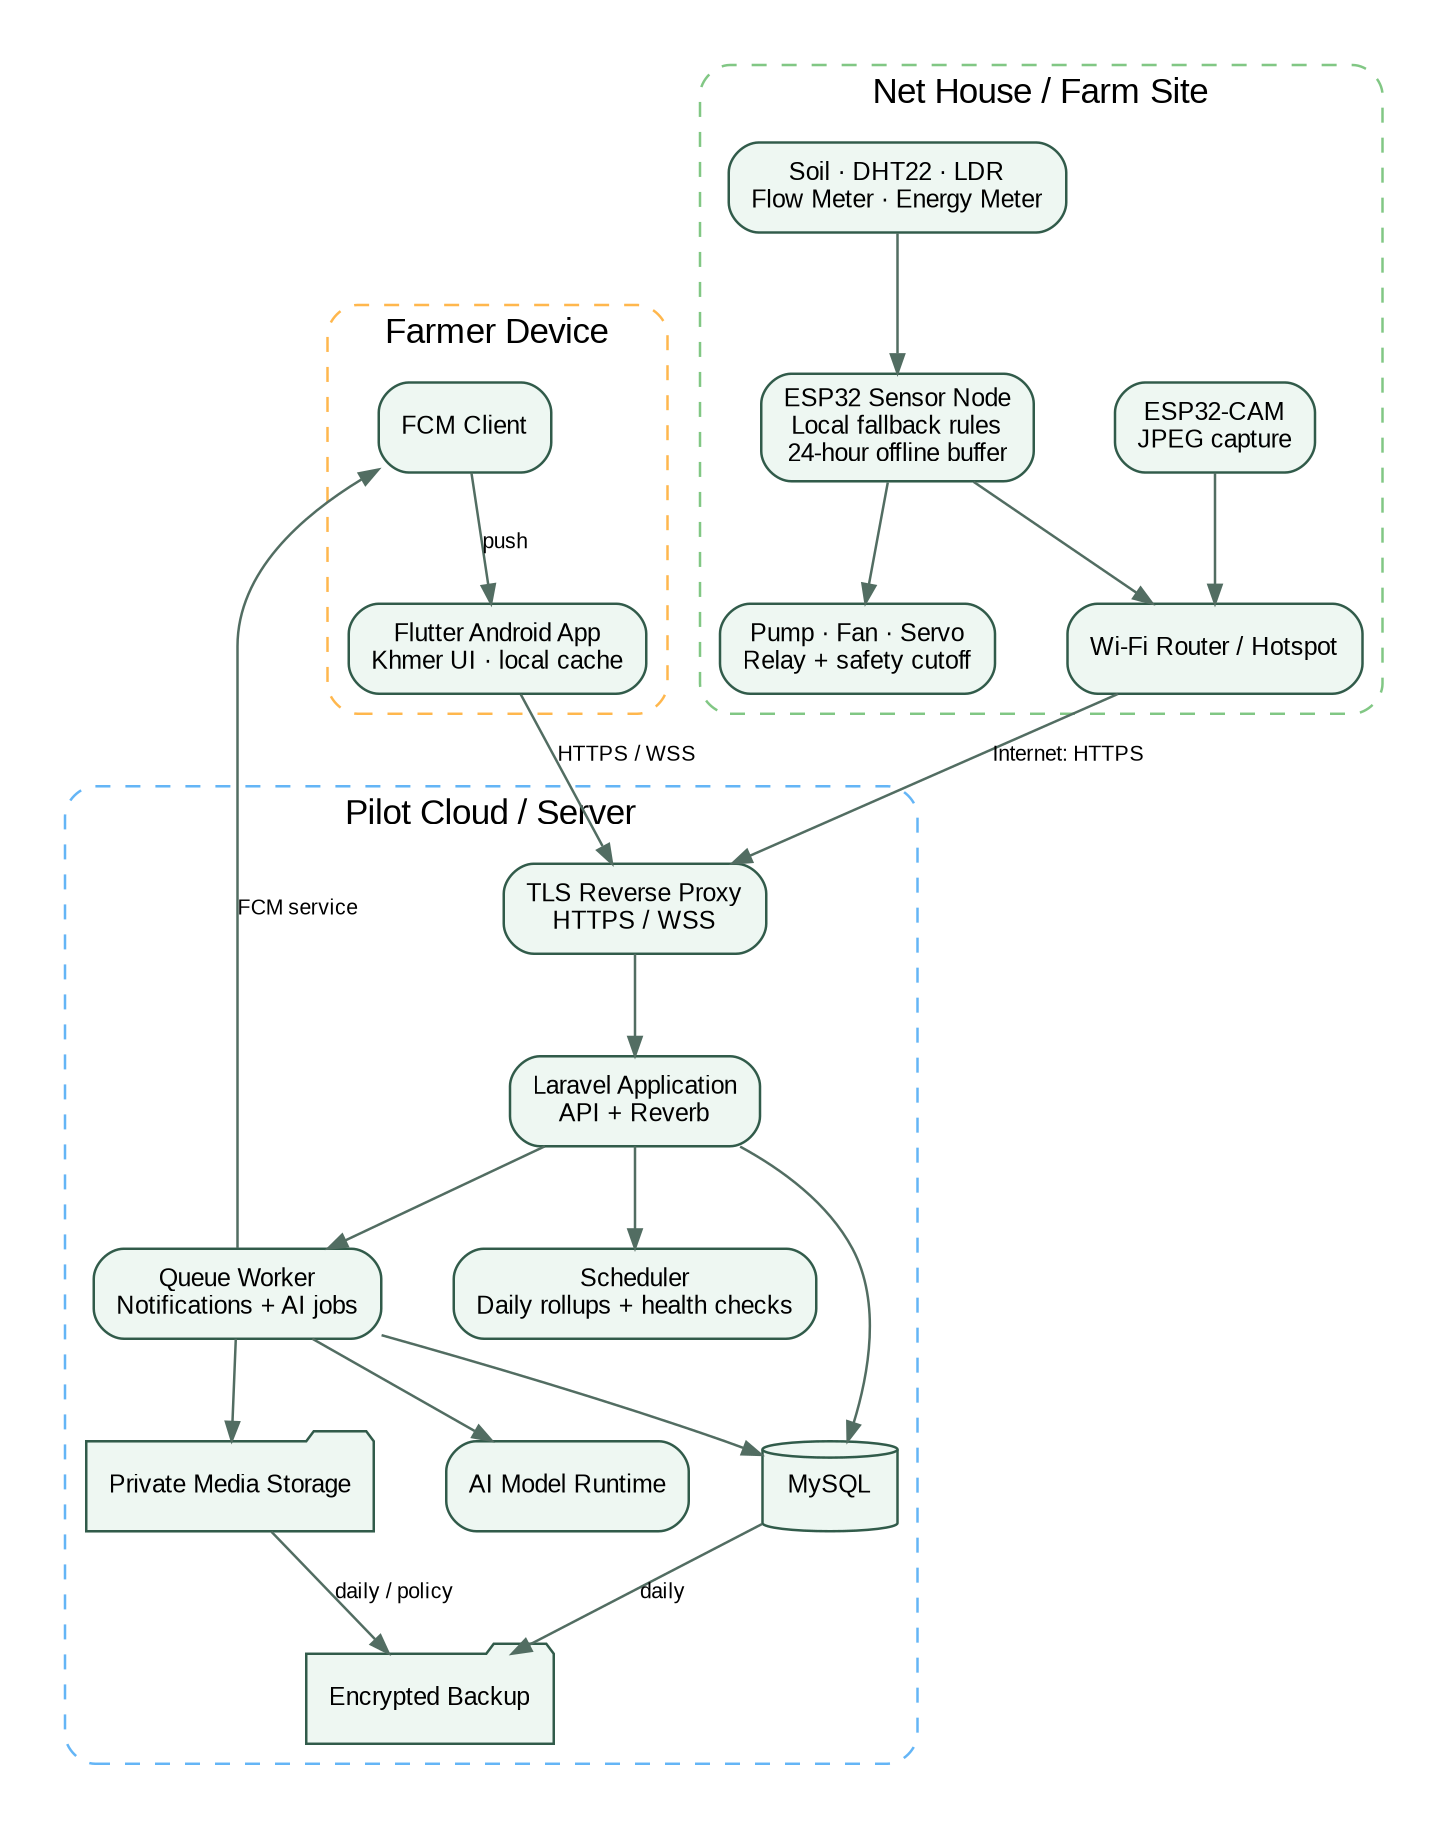 Net House / Farm Site
Soil · DHT22 · LDR
Flow Meter · Energy Meter
Farmer Device
FCM Client
ESP32 Sensor Node
Local fallback rules
24-hour offline buffer
ESP32-CAM
JPEG capture
push
Flutter Android App
Khmer UI · local cache
Pump · Fan · Servo
Relay + safety cutoff
Wi-Fi Router / Hotspot
HTTPS / WSS
Internet: HTTPS
Pilot Cloud / Server
TLS Reverse Proxy
HTTPS / WSS
FCM service
Laravel Application
API + Reverb
Queue Worker
Notifications + AI jobs
Scheduler
Daily rollups + health checks
Private Media Storage
AI Model Runtime
MySQL
daily / policy
daily
Encrypted Backup